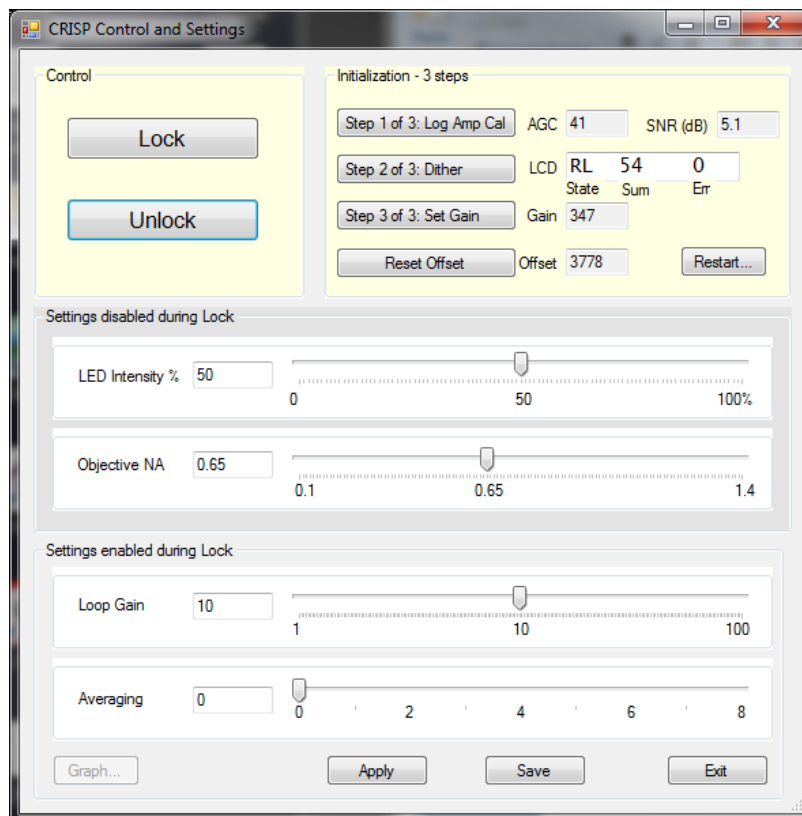 CRISP Control and Settings
Control
Lock
Unlock
Initialization - 3 steps
Step 1 of 3: Log Amp Cal AGC 41 SNR (dB) 5.1
Step 2 of 3: Dither LCD RL 54 0
State Sum Err
Step 3 of 3: Set Gain Gain 347
Reset Offset Offset 3778 Restart...
Settings disabled during Lock
LED Intensity % 50
0 50 100%
Objective NA 0.65
0.1 0.65 1.4
Settings enabled during Lock
Loop Gain 10
1 10 100
Averaging 0
0 2 4 6 8
Graph... Apply Save Exit